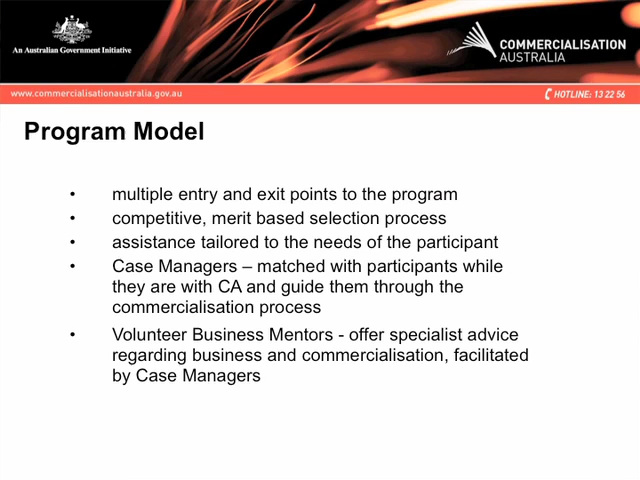 An Australian Government Initiative
COMMERCIALISATION
AUSTRALIA
www.commercialisationaustralia.gov.au
HOTLINE: 13 22 56
Program Model
• multiple entry and exit points to the program
• competitive, merit based selection process
• assistance tailored to the needs of the participant
• Case Managers – matched with participants while
they are with CA and guide them through the
commercialisation process
• Volunteer Business Mentors - offer specialist advice
regarding business and commercialisation, facilitated
by Case Managers